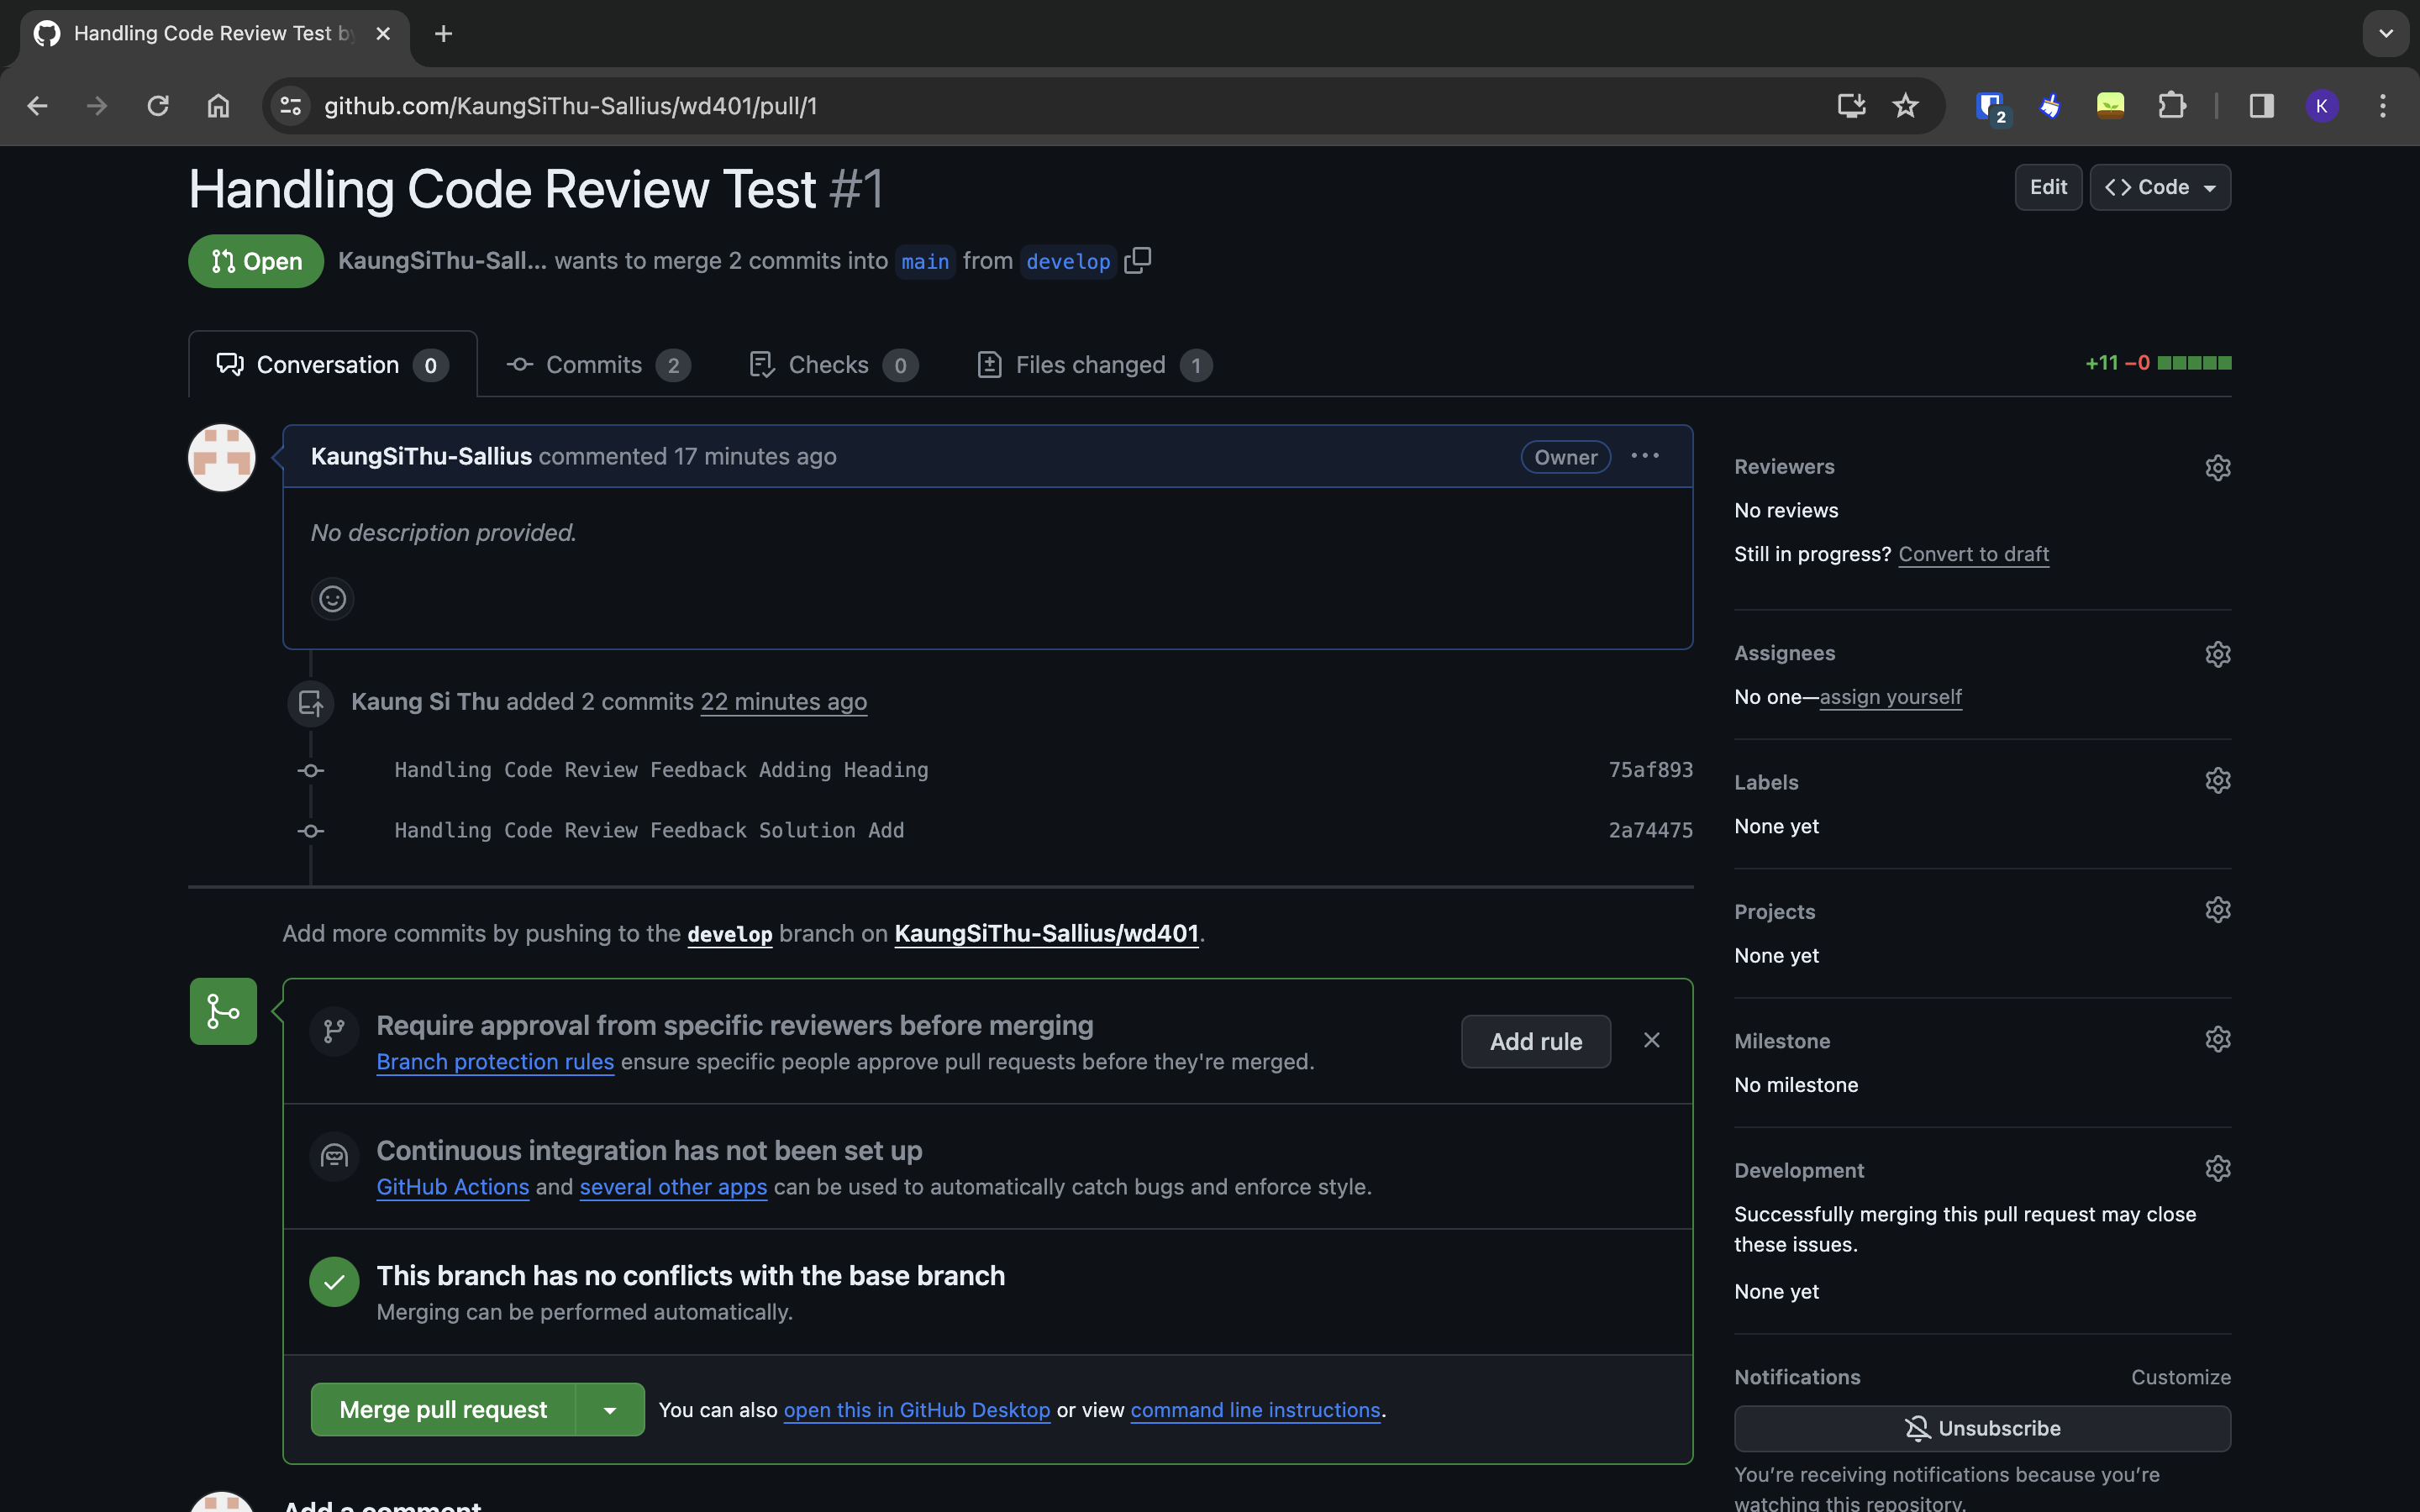 Handling Code Review Test by
github.com/KaungSiThu-Sallius/wd401/pull/1
2
K
Handling Code Review Test #1
Edit
Code
Open
KaungSiThu-Sall... wants to merge 2 commits into main from develop
Conversation 0
Commits 2
Checks 0
Files changed 1
+11 −0
KaungSiThu-Sallius commented 17 minutes ago
Owner
No description provided.
Kaung Si Thu added 2 commits 22 minutes ago
Handling Code Review Feedback Adding Heading
75af893
Handling Code Review Feedback Solution Add
2a74475
Add more commits by pushing to the develop branch on KaungSiThu-Sallius/wd401.
Require approval from specific reviewers before merging
Branch protection rules ensure specific people approve pull requests before they're merged.
Add rule
Continuous integration has not been set up
GitHub Actions and several other apps can be used to automatically catch bugs and enforce style.
This branch has no conflicts with the base branch
Merging can be performed automatically.
Merge pull request
You can also open this in GitHub Desktop or view command line instructions.
Add a comment
Reviewers
No reviews
Still in progress? Convert to draft
Assignees
No one—assign yourself
Labels
None yet
Projects
None yet
Milestone
No milestone
Development
Successfully merging this pull request may close
these issues.
None yet
Notifications
Customize
Unsubscribe
You're receiving notifications because you're
watching this repository.